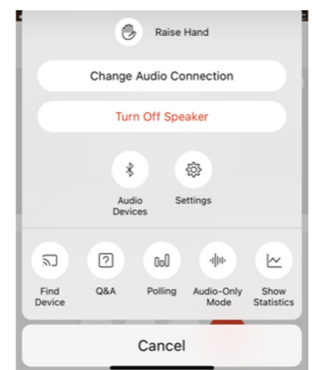 Raise Hand
Change Audio Connection
Turn Off Speaker
Audio
Devices
Settings
Find
Device
Q&A
Polling
Audio-Only
Mode
Show
Statistics
Cancel